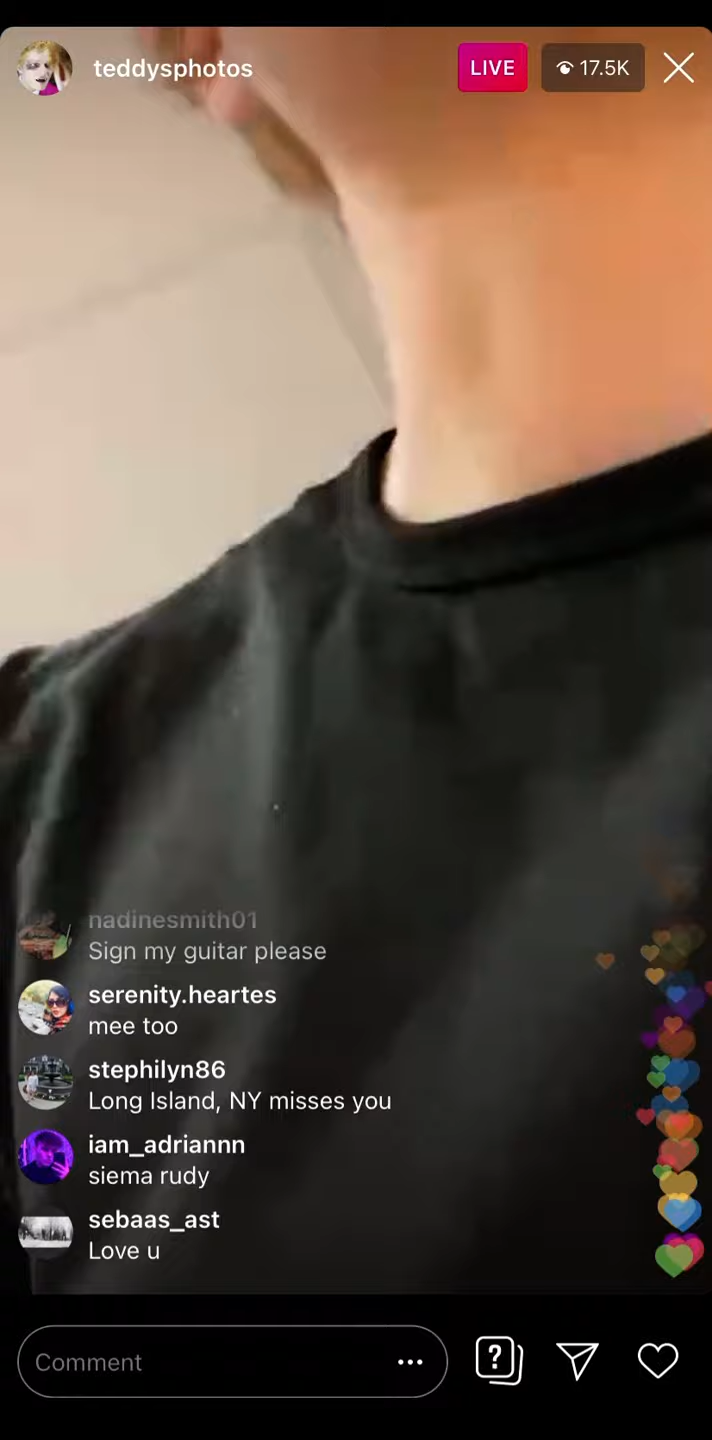 teddysphotos
LIVE
17.5K
nadinesmith01
Sign my guitar please
serenity.heartes
mee too
stephilyn86
Long Island, NY misses you
iam_adriannn
siema rudy
sebaas_ast
Love u
Comment